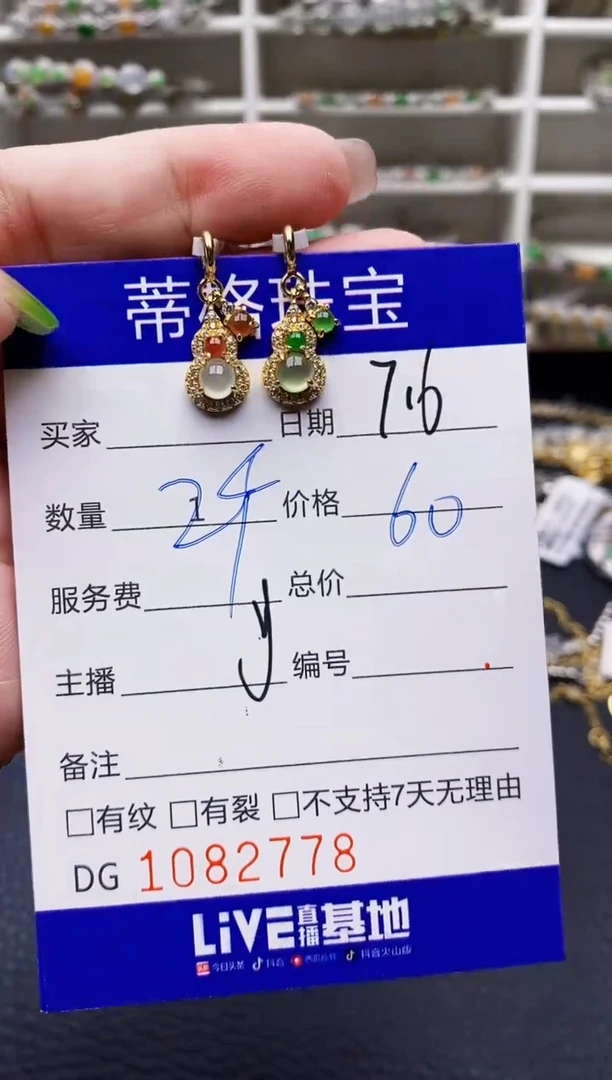 蒂格珠宝
买家 日期 7.6
数量 1 24 价格 60
服务费 总价
主播 y 编号
备注
□有纹 □有裂 □不支持7天无理由
DG 1082778
LiVE直播基地
今日头条 抖音 西瓜视频 抖音火山版